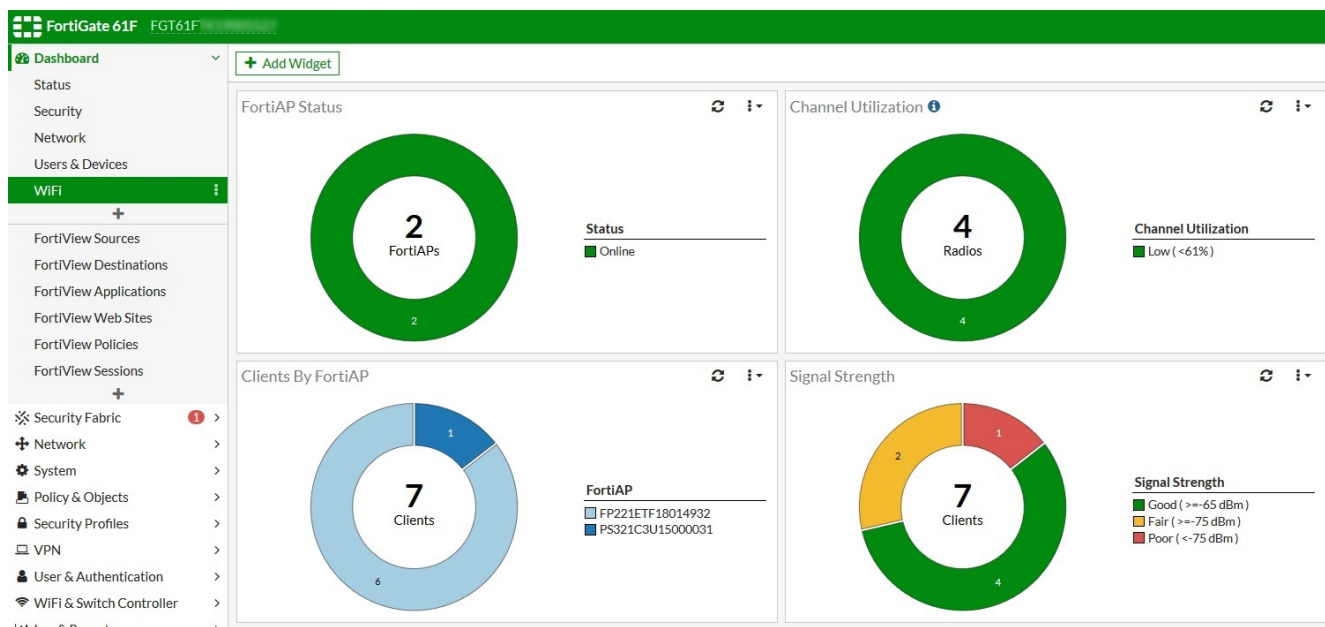 FortiGate 61F FGT61F
Dashboard
Status
Security
Network
Users & Devices
WiFi
FortiView Sources
FortiView Destinations
FortiView Applications
FortiView Web Sites
FortiView Policies
FortiView Sessions
Security Fabric 1
Network
System
Policy & Objects
Security Profiles
VPN
User & Authentication
WiFi & Switch Controller
+ Add Widget
FortiAP Status
2
FortiAPs
2
Status
Online
Channel Utilization
4
Radios
4
Channel Utilization
Low ( <61% )
Clients By FortiAP
1
7
Clients
6
FortiAP
FP221ETF18014932
PS321C3U15000031
Signal Strength
1
2
7
Clients
4
Signal Strength
Good ( >=-65 dBm )
Fair ( >=-75 dBm )
Poor ( <-75 dBm )